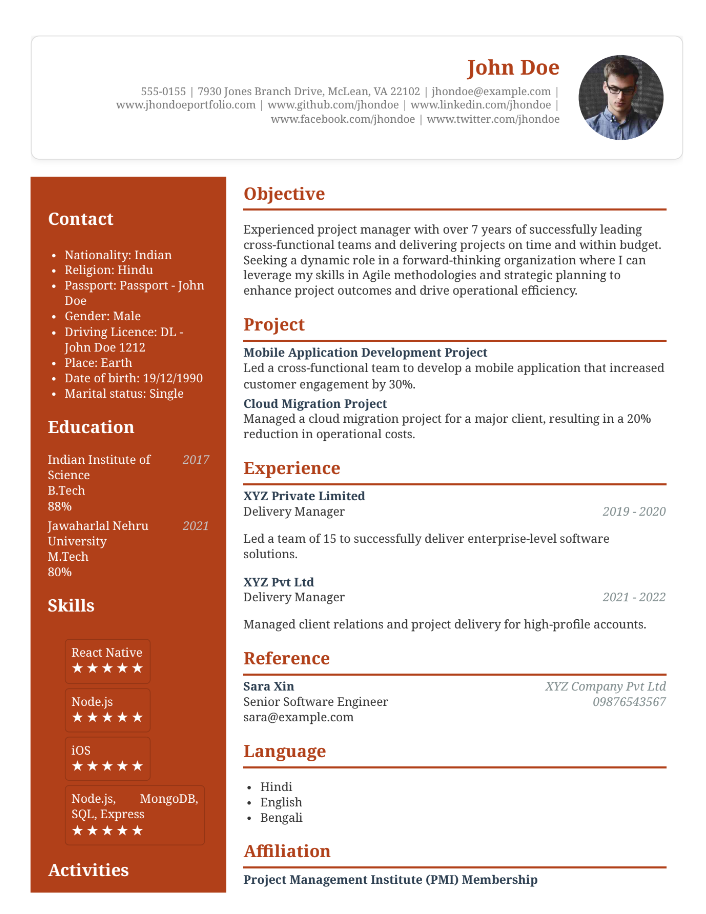 John Doe
555-0155 | 7930 Jones Branch Drive, McLean, VA 22102 | jhondoe@example.com |
www.jhondoeportfolio.com | www.github.com/jhondoe | www.linkedin.com/jhondoe |
www.facebook.com/jhondoe | www.twitter.com/jhondoe
Contact
• Nationality: Indian
• Religion: Hindu
• Passport: Passport - John
Doe
• Gender: Male
• Driving Licence: DL -
John Doe 1212
• Place: Earth
• Date of birth: 19/12/1990
• Marital status: Single
Education
Indian Institute of 2017
Science
B.Tech
88%
Jawaharlal Nehru 2021
University
M.Tech
80%
Skills
React Native
★★★★★
Node.js
★★★★★
iOS
★★★★★
Node.js, MongoDB,
SQL, Express
★★★★★
Activities
Objective
Experienced project manager with over 7 years of successfully leading
cross-functional teams and delivering projects on time and within budget.
Seeking a dynamic role in a forward-thinking organization where I can
leverage my skills in Agile methodologies and strategic planning to
enhance project outcomes and drive operational efficiency.
Project
Mobile Application Development Project
Led a cross-functional team to develop a mobile application that increased
customer engagement by 30%.
Cloud Migration Project
Managed a cloud migration project for a major client, resulting in a 20%
reduction in operational costs.
Experience
XYZ Private Limited
Delivery Manager 2019 - 2020
Led a team of 15 to successfully deliver enterprise-level software
solutions.
XYZ Pvt Ltd
Delivery Manager 2021 - 2022
Managed client relations and project delivery for high-profile accounts.
Reference
Sara Xin XYZ Company Pvt Ltd
Senior Software Engineer 09876543567
sara@example.com
Language
• Hindi
• English
• Bengali
Affiliation
Project Management Institute (PMI) Membership